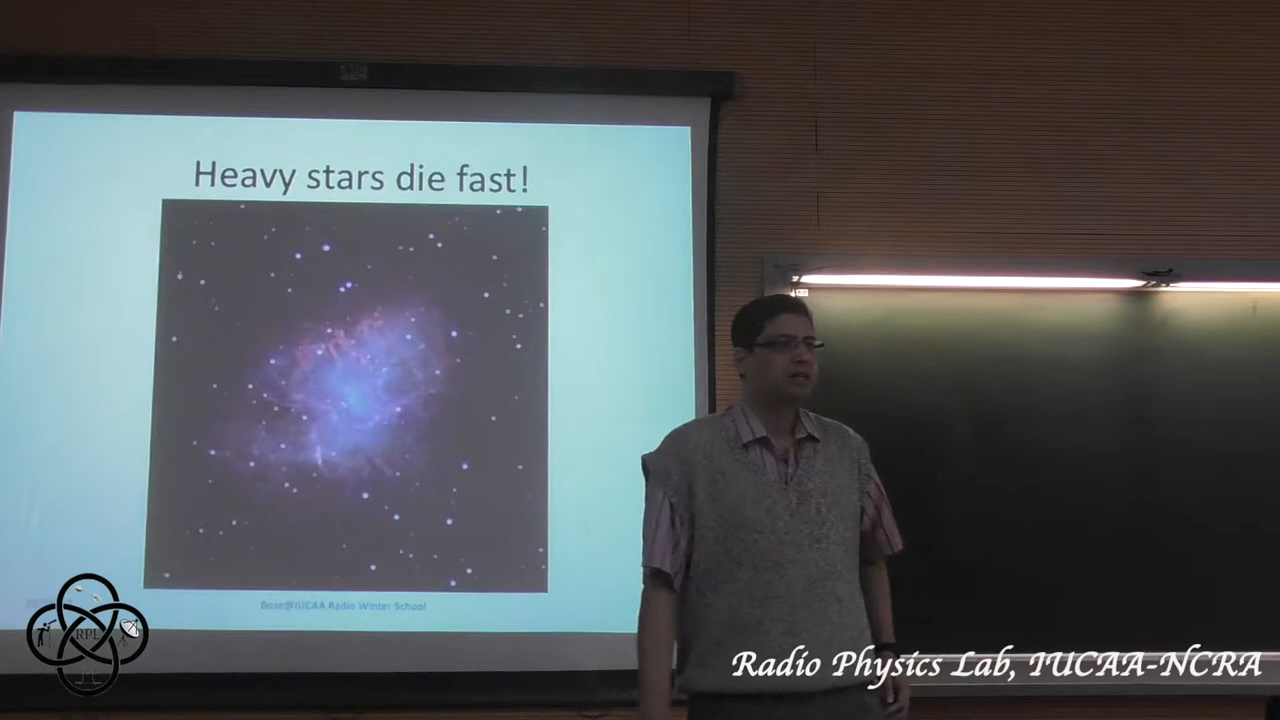 Heavy stars die fast!
Bose@IUCAA Radio Winter School
RPL
Radio Physics Lab, IUCAA-NCRA